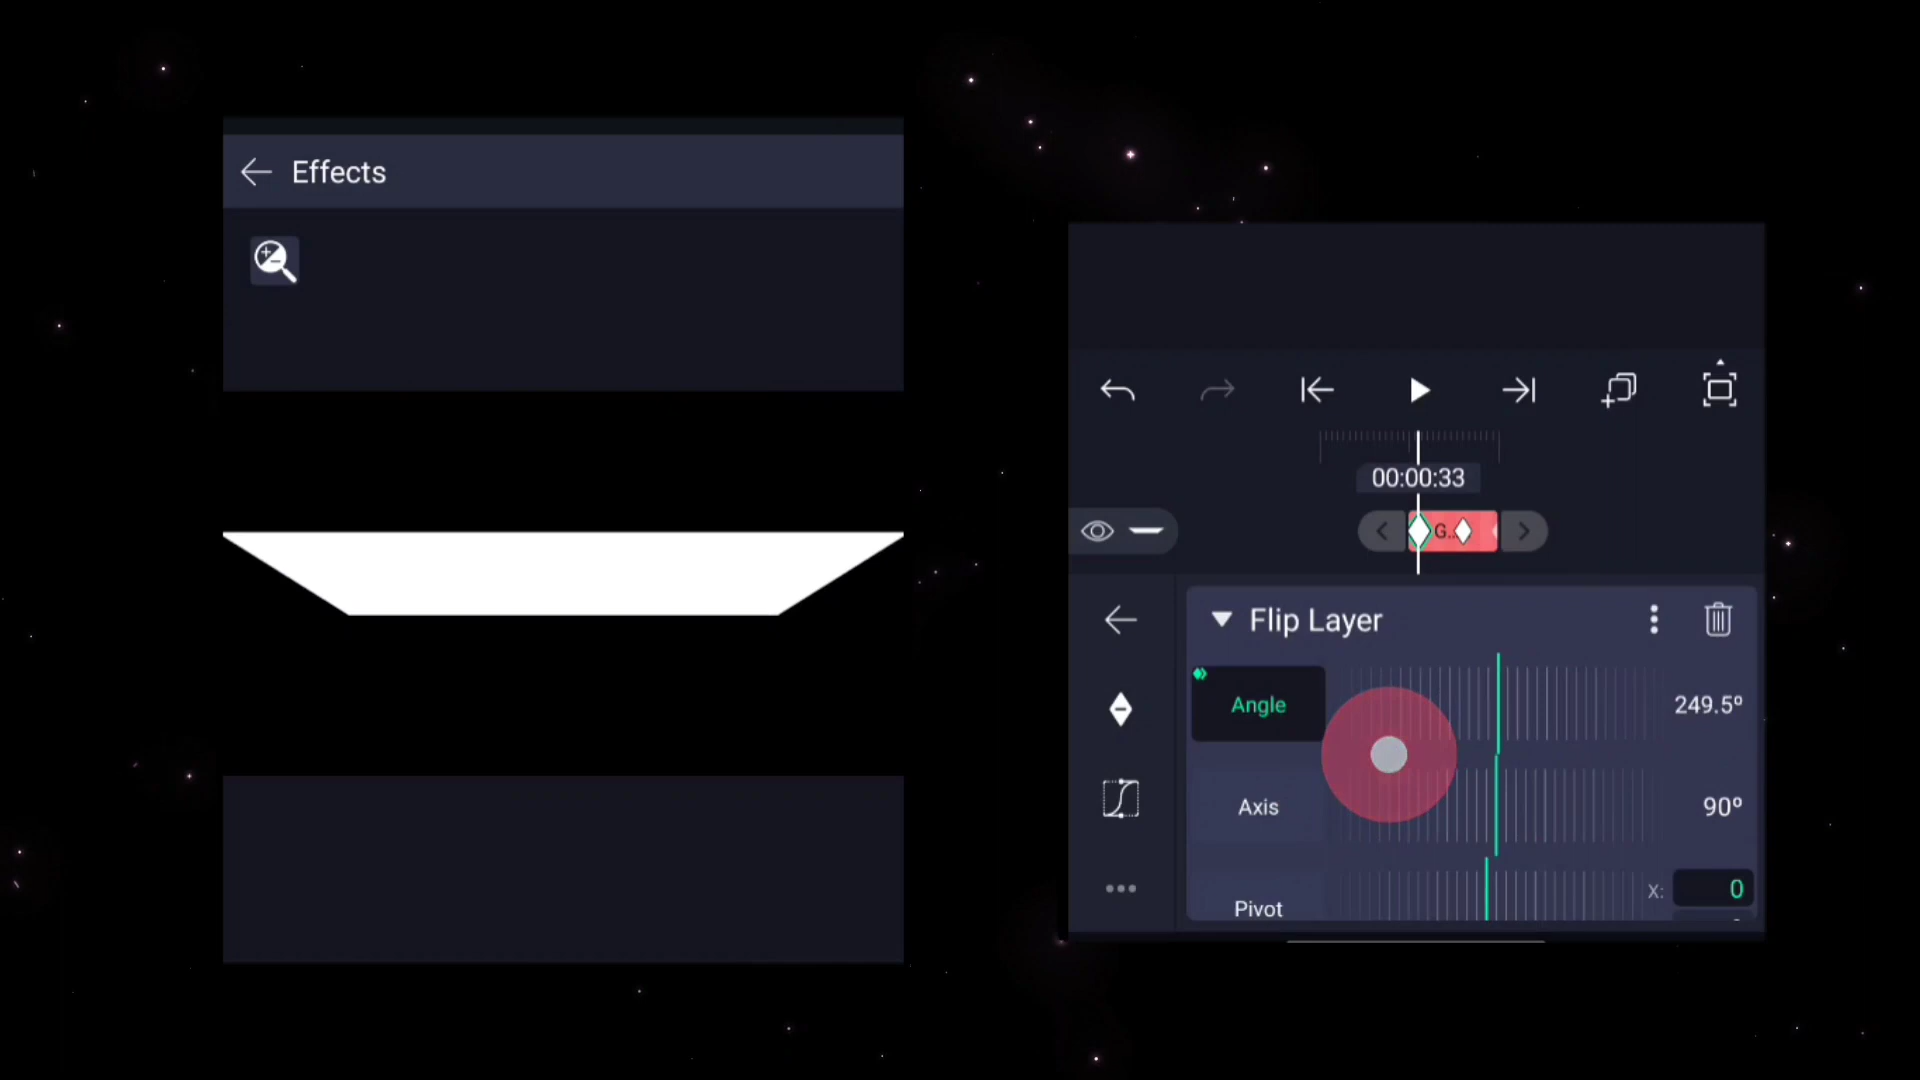 Effects
00:00:33
G..
Flip Layer
Angle
249.5º
Axis
90º
Pivot
X:
0